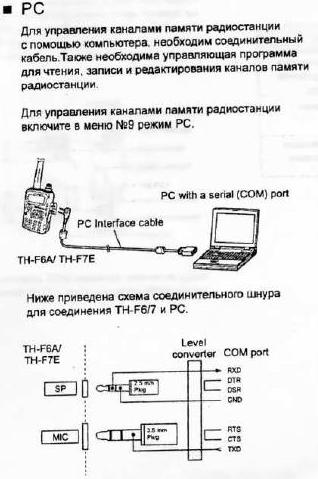 ■ PC
Для управления каналами памяти радиостанции
с помощью компьютера, необходим соединительный
кабель.Также необходима управляющая программа
для чтения, записи и редактирования каналов памяти
радиостанции.
Для управления каналами памяти радиостанции
включите в меню №9 режим PC.
PC with a serial (COM) port
PC Interface cable
TH-F6A/ TH-F7E
Ниже приведена схема соединительного шнура
для соединения TH-F6/7 и PC.
TH-F6A/
TH-F7E
Level
converter
COM port
RXD
DTR
DSR
GND
SP
2.5 mm
Plug
RTS
CTS
TXD
MIC
3.5 mm
Plug